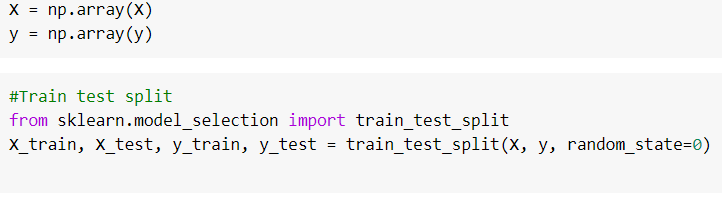 X = np.array(X)
y = np.array(y)
#Train test split
from sklearn.model_selection import train_test_split
X_train, X_test, y_train, y_test = train_test_split(X, y, random_state=0)